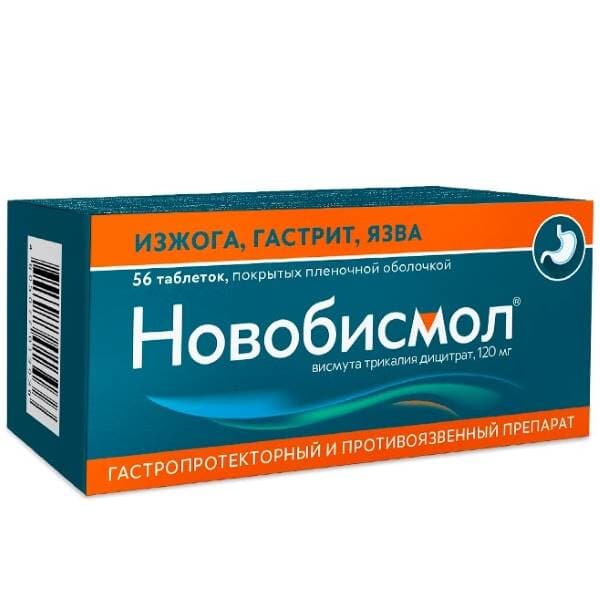 ИЗЖОГА, ГАСТРИТ, ЯЗВА
56 таблеток, покрытых пленочной оболочкой
Новобисмол®
висмута трикалия дицитрат, 120 мг
ГАСТРОПРОТЕКТОРНЫЙ И ПРОТИВОЯЗВЕННЫЙ ПРЕПАРАТ